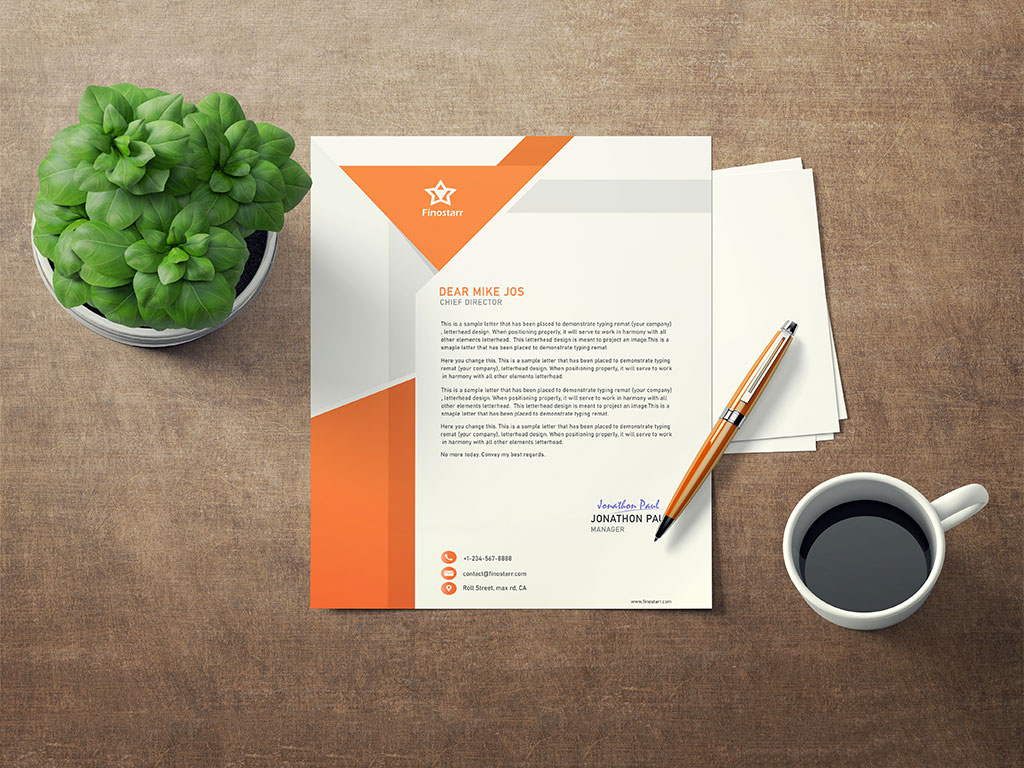 Finostarr
DEAR MIKE JOS
CHIEF DIRECTOR
This is a sample letter that has been placed to demonstrate typing remat (your company)
, letterhead design. When positioning properly, it will serve to work in harmony with all
other elements letterhead. This letterhead design is meant to project an image.This is a
smaple letter that has been placed to demonstrate typing remat.
Here you change this. This is a sample letter that has been placed to demonstrate typing
remat (your company), letterhead design. When positioning properly, it will serve to work
in harmony with all other elements letterhead.
This is a sample letter that has been placed to demonstrate typing remat (your company)
, letterhead design. When positioning properly, it will serve to work in harmony with all
other elements letterhead. This letterhead design is meant to project an image.This is a
smaple letter that has been placed to demonstrate typing remat.
Here you change this. This is a sample letter that has been placed to demonstrate typing
remat (your company), letterhead design. When positioning properly, it will serve to work
in harmony with all other elements letterhead.
No more today. Convey my best regards.
Jonathon Paul
JONATHON PAU
MANAGER
+1-234-567-8888
contact@finostarr.com
Roll Street, max rd, CA
www.finostarr.com